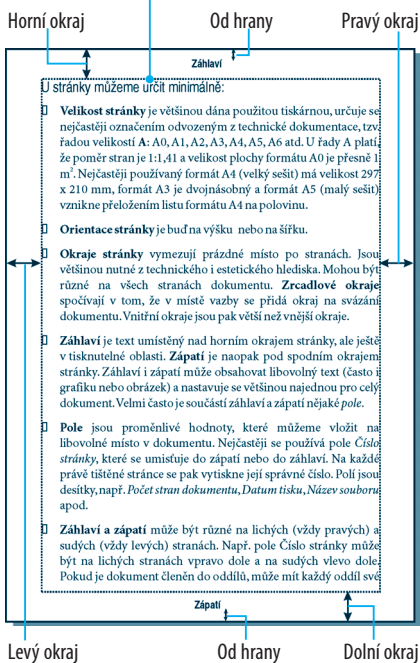 Horní okraj Od hrany Pravý okraj
Záhlaví
U stránky můžeme určit minimálně:
Velikost stránky je většinou dána použitou tiskárnou, určuje se
nejčastěji označením odvozeným z technické dokumentace, tzv.
řadou velikostí A: A0, A1, A2, A3, A4, A5, A6 atd. U řady A platí,
že poměr stran je 1:1,41 a velikost plochy formátu A0 je přesně 1
m². Nejčastěji používaný formát A4 (velký sešit) má velikost 297
x 210 mm, formát A3 je dvojnásobný a formát A5 (malý sešit)
vznikne přeložením listu formátu A4 na polovinu.
Orientace stránky je buď na výšku nebo na šířku.
Okraje stránky vymezují prázdné místo po stranách. Jsou
většinou nutné z technického i estetického hlediska. Mohou být
různé na všech stranách dokumentu. Zrcadlové okraje
spočívají v tom, že v místě vazby se přidá okraj na svázání
dokumentu. Vnitřní okraje jsou pak větší než vnější okraje.
Záhlaví je text umístěný nad horním okrajem stránky, ale ještě
v tisknutelné oblasti. Zápatí je naopak pod spodním okrajem
stránky. Záhlaví i zápatí může obsahovat libovolný text (často i
grafiku nebo obrázek) a nastavuje se většinou najednou pro celý
dokument. Velmi často je součástí záhlaví a zápatí nějaké pole.
Pole jsou proměnlivé hodnoty, které můžeme vložit na
libovolné místo v dokumentu. Nejčastěji se používá pole Číslo
stránky, které se umisťuje do zápatí nebo do záhlaví. Na každé
právě tištěné stránce se pak vytiskne její správné číslo. Polí jsou
desítky, např. Počet stran dokumentu, Datum tisku, Název souboru
apod.
Záhlaví a zápatí může být různé na lichých (vždy pravých) a
sudých (vždy levých) stranách. Např. pole Číslo stránky může
být na lichých stranách vpravo dole a na sudých vlevo dole.
Pokud je dokument členěn do oddílů, může mít každý oddíl své
Zápatí
Levý okraj Od hrany Dolní okraj